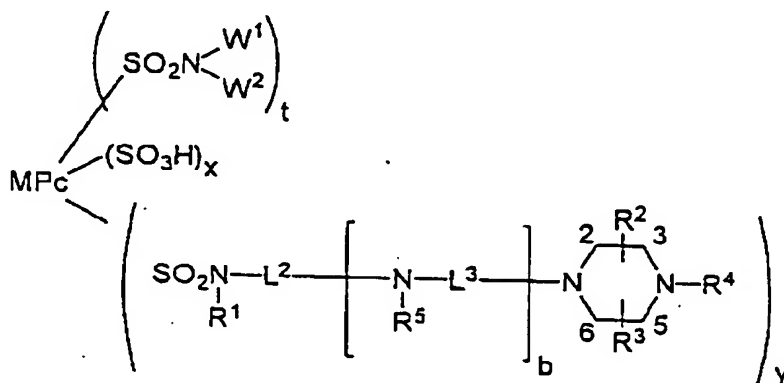 SO₂N W¹
W²
t
(SO₃H)ₓ
MPc
2 R² 3
SO₂N L² N L³ N N R⁴
R¹ R⁵ 6 R³ 5
b
y